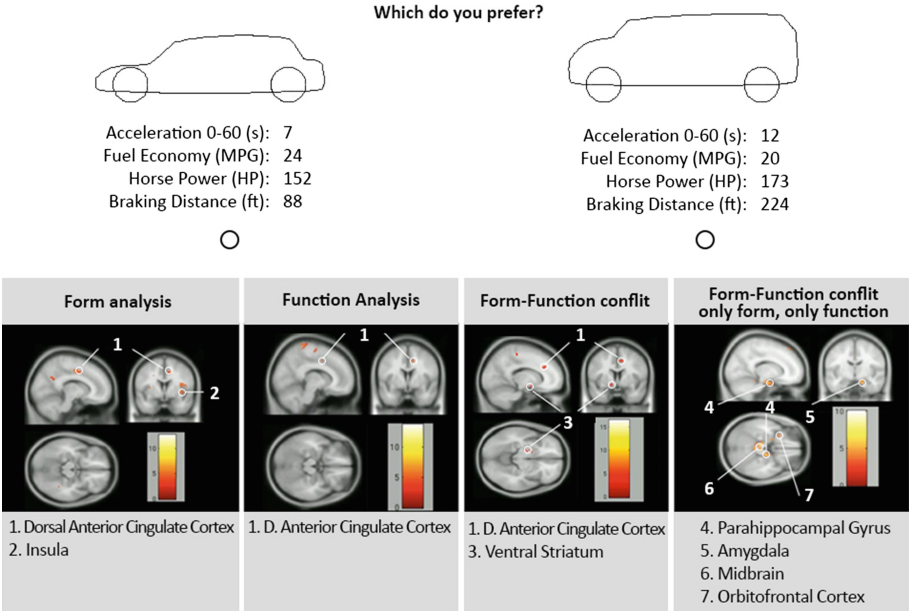 Which do you prefer?
Acceleration 0-60 (s): 7
Fuel Economy (MPG): 24
Horse Power (HP): 152
Braking Distance (ft): 88
Acceleration 0-60 (s): 12
Fuel Economy (MPG): 20
Horse Power (HP): 173
Braking Distance (ft): 224
Form analysis
1
2
10
5
0
1. Dorsal Anterior Cingulate Cortex
2. Insula
Function Analysis
1
10
5
0
1. D. Anterior Cingulate Cortex
Form-Function conflit
1
3
15
10
5
0
1. D. Anterior Cingulate Cortex
3. Ventral Striatum
Form-Function conflit
only form, only function
4
4
5
6
7
10
5
0
4. Parahippocampal Gyrus
5. Amygdala
6. Midbrain
7. Orbitofrontal Cortex